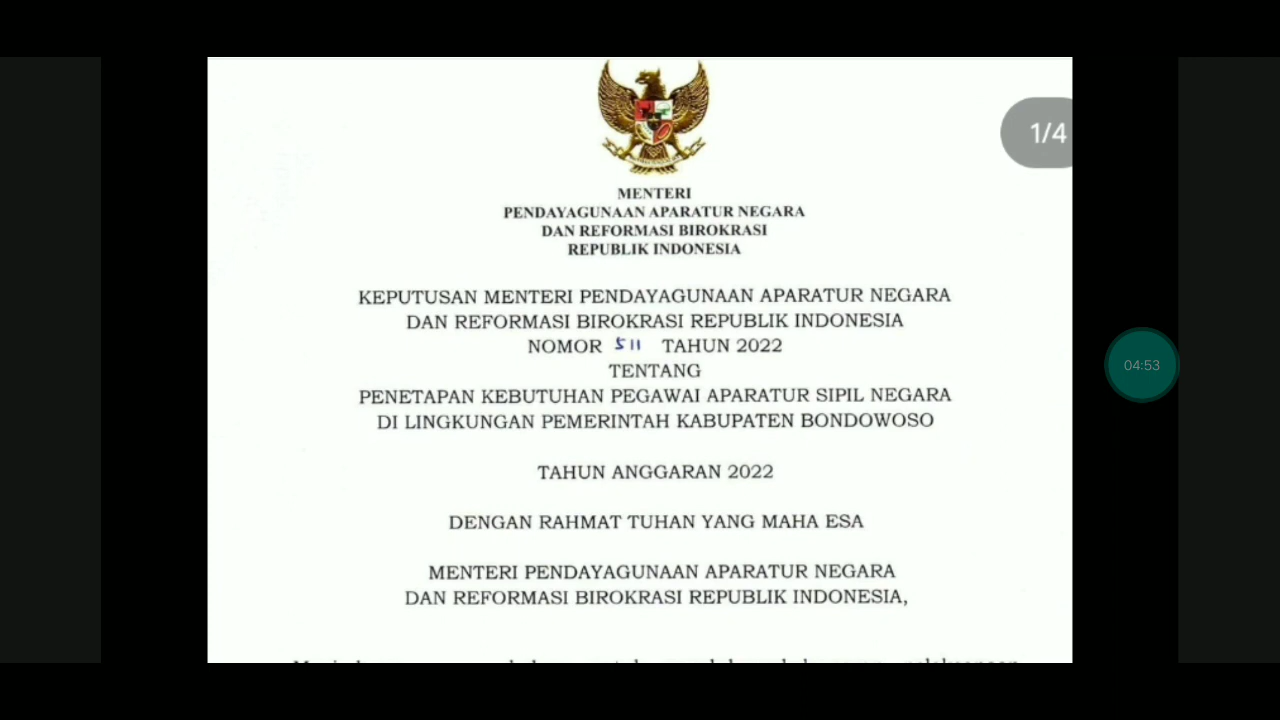 1/4
MENTERI
PENDAYAGUNAAN APARATUR NEGARA
DAN REFORMASI BIROKRASI
REPUBLIK INDONESIA
KEPUTUSAN MENTERI PENDAYAGUNAAN APARATUR NEGARA
DAN REFORMASI BIROKRASI REPUBLIK INDONESIA
NOMOR 511 TAHUN 2022
TENTANG
PENETAPAN KEBUTUHAN PEGAWAI APARATUR SIPIL NEGARA
DI LINGKUNGAN PEMERINTAH KABUPATEN BONDOWOSO
TAHUN ANGGARAN 2022
DENGAN RAHMAT TUHAN YANG MAHA ESA
MENTERI PENDAYAGUNAAN APARATUR NEGARA
DAN REFORMASI BIROKRASI REPUBLIK INDONESIA,
04:53